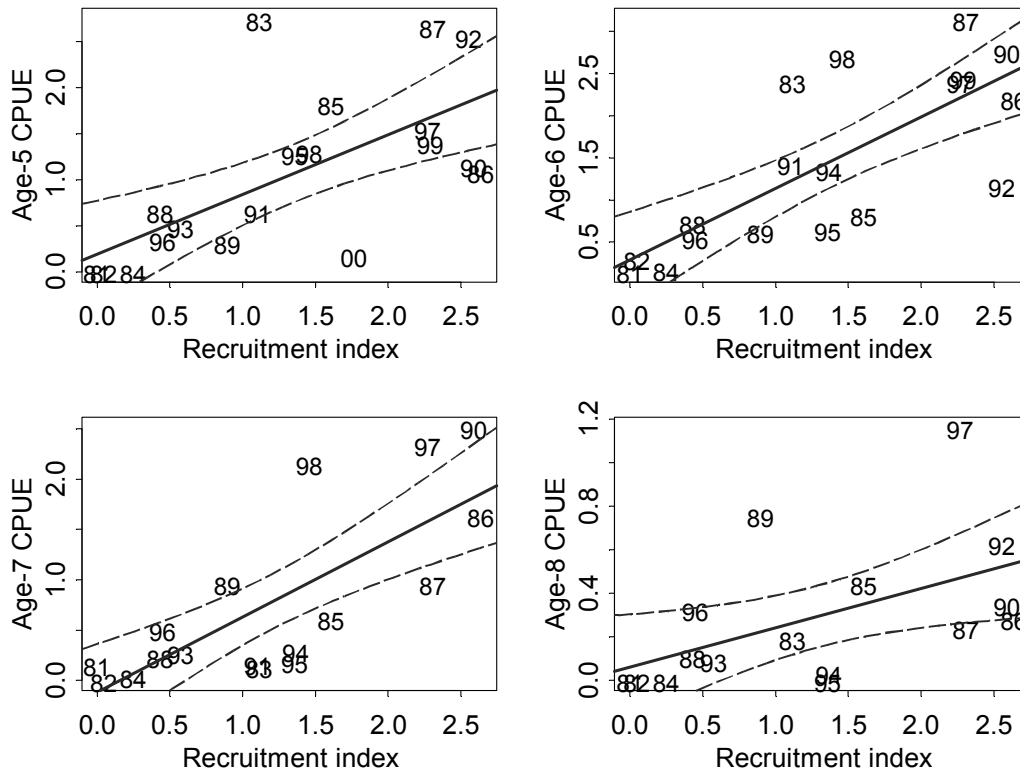 Age-5 CPUE
2.0
1.0
0.0
83 87 92
85
97
95 98 99
90
86
88 91
93
96 89
00
81 82 84
0.0 0.5 1.0 1.5 2.0 2.5
Recruitment index
Age-6 CPUE
2.5
1.5
0.5
87
98 90
83 97 99
86
91 94
92
88 85
96 89 95
82
81 84
0.0 0.5 1.0 1.5 2.0 2.5
Recruitment index
Age-7 CPUE
2.0
1.0
0.0
90
97
98
86
89 87
85
96
88 93 94
81 91 83 95
82 84
0.0 0.5 1.0 1.5 2.0 2.5
Recruitment index
Age-8 CPUE
1.2
0.8
0.4
0.0
97
89
92
85
96 90
86
87
83
88 93
94
81 82 84 95
0.0 0.5 1.0 1.5 2.0 2.5
Recruitment index